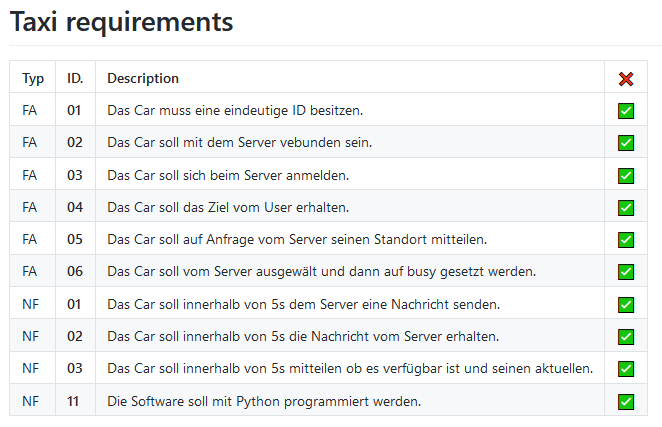 Taxi requirements
Typ ID. Description ❌
FA 01 Das Car muss eine eindeutige ID besitzen. ✅
FA 02 Das Car soll mit dem Server vebunden sein. ✅
FA 03 Das Car soll sich beim Server anmelden. ✅
FA 04 Das Car soll das Ziel vom User erhalten. ✅
FA 05 Das Car soll auf Anfrage vom Server seinen Standort mitteilen. ✅
FA 06 Das Car soll vom Server ausgewält und dann auf busy gesetzt werden. ✅
NF 01 Das Car soll innerhalb von 5s dem Server eine Nachricht senden. ✅
NF 02 Das Car soll innerhalb von 5s die Nachricht vom Server erhalten. ✅
NF 03 Das Car soll innerhalb von 5s mitteilen ob es verfügbar ist und seinen aktuellen. ✅
NF 11 Die Software soll mit Python programmiert werden. ✅